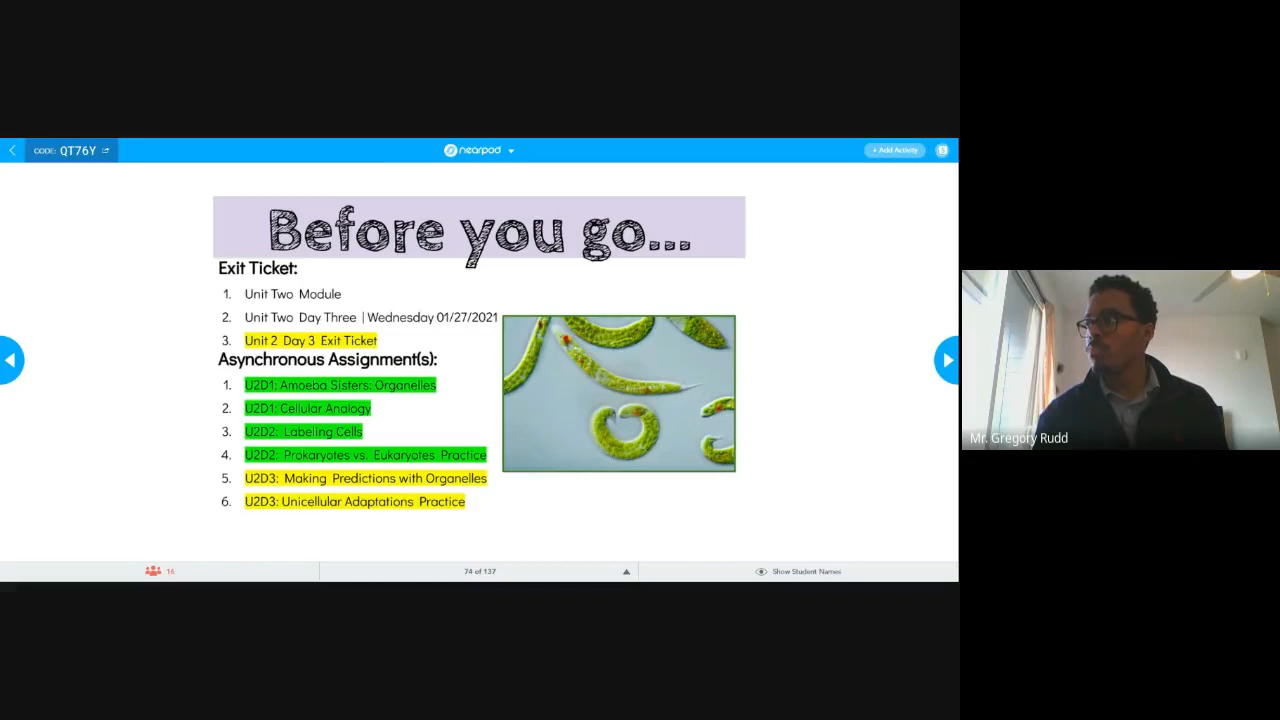 CODE: QT76Y
nearpod
+ Add Activity
Before you go...
Exit Ticket:
1. Unit Two Module
2. Unit Two Day Three | Wednesday 01/27/2021
3. Unit 2 Day 3 Exit Ticket
Asynchronous Assignment(s):
1. U2D1: Amoeba Sisters: Organelles
2. U2D1: Cellular Analogy
3. U2D2: Labeling Cells
4. U2D2: Prokaryotes vs. Eukaryotes Practice
5. U2D3: Making Predictions with Organelles
6. U2D3: Unicellular Adaptations Practice
Mr. Gregory Rudd
16
74 of 137
Show Student Names